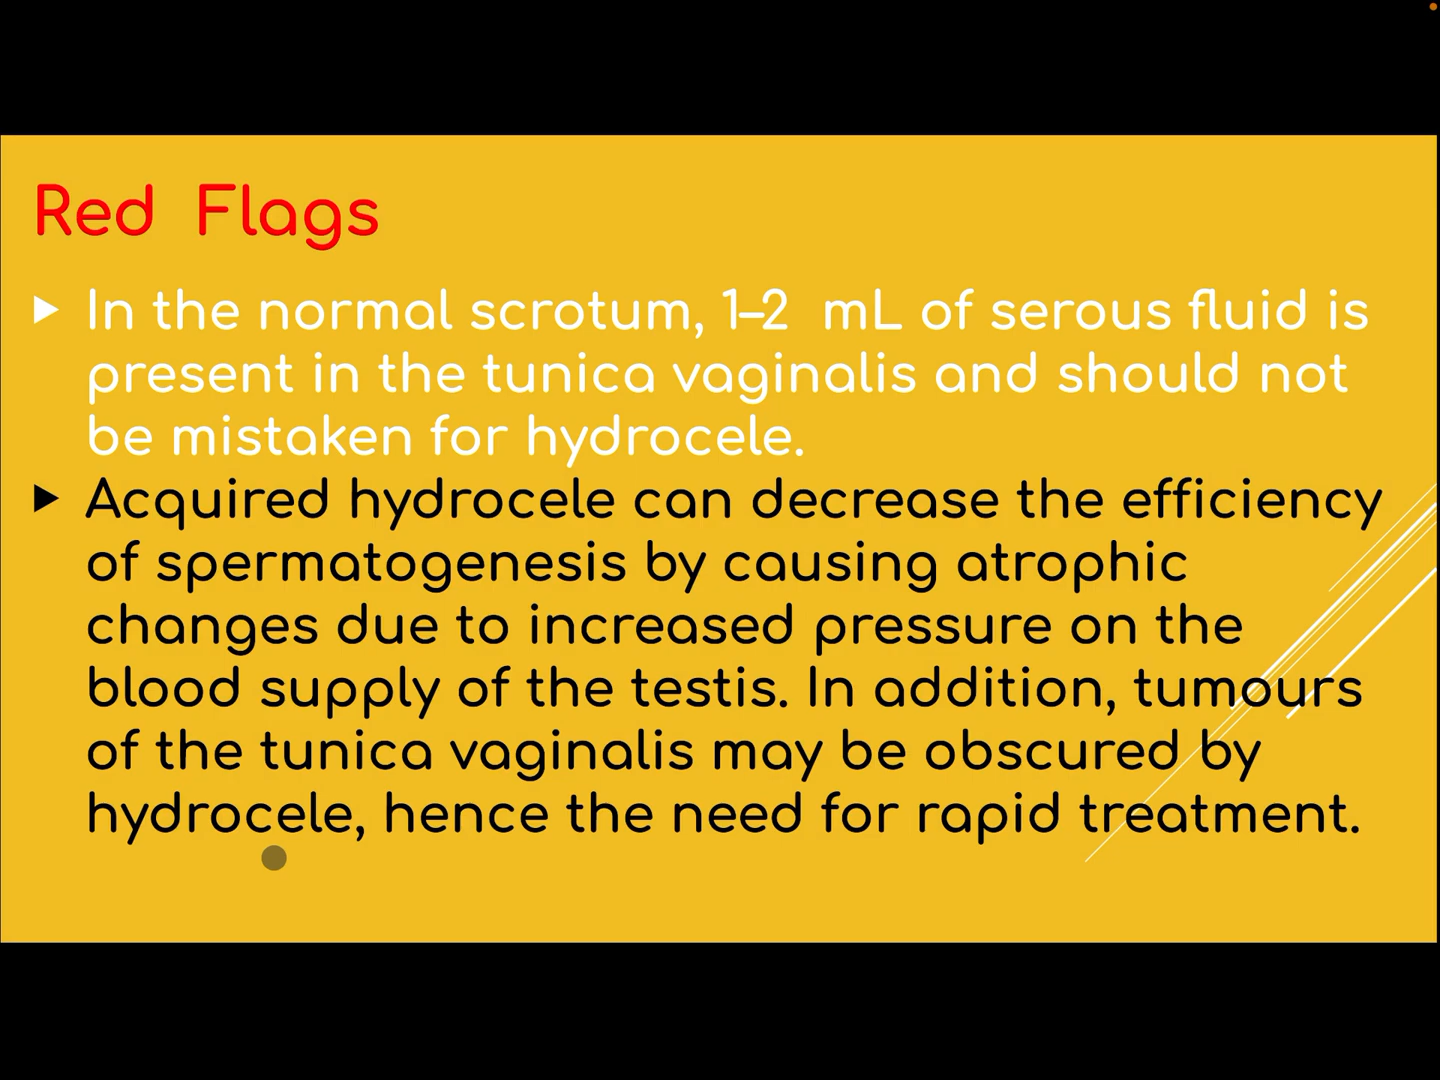 Red Flags
In the normal scrotum, 1–2 mL of serous fluid is
present in the tunica vaginalis and should not
be mistaken for hydrocele.
Acquired hydrocele can decrease the efficiency
of spermatogenesis by causing atrophic
changes due to increased pressure on the
blood supply of the testis. In addition, tumours
of the tunica vaginalis may be obscured by
hydrocele, hence the need for rapid treatment.